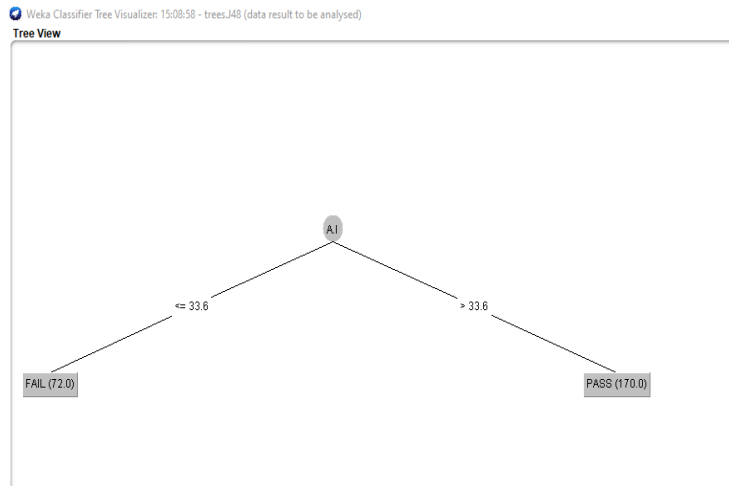 Weka Classifier Tree Visualizer: 15:08:58 - trees.J48 (data result to be analysed)
Tree View
A.I
<= 33.6
> 33.6
FAIL (72.0)
PASS (170.0)